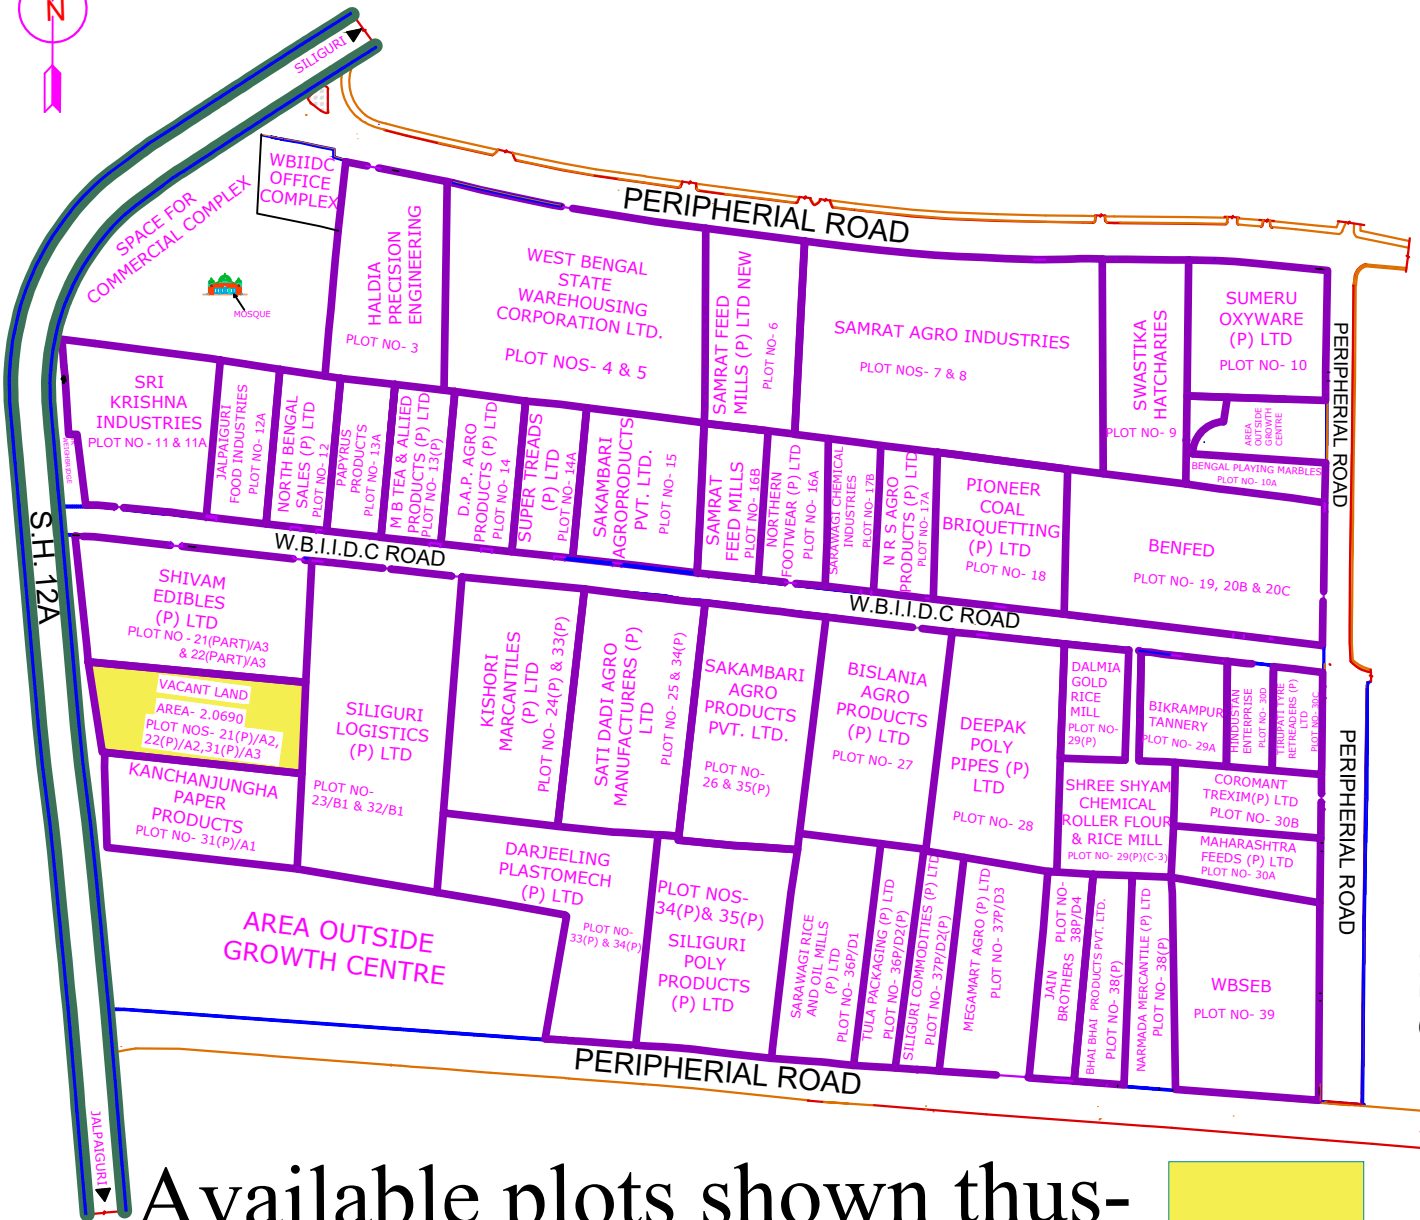 N
SILIGURI
WBIIDC
OFFICE
COMPLEX
SPACE FOR
COMMERCIAL COMPLEX
MOSQUE
PERIPHERIAL ROAD
HALDIA
PRECISION
ENGINEERING
PLOT NO- 3
WEST BENGAL
STATE
WAREHOUSING
CORPORATION LTD.
PLOT NOS- 4 & 5
SAMRAT FEED
MILLS (P) LTD NEW
PLOT NO- 6
SAMRAT AGRO INDUSTRIES
PLOT NOS- 7 & 8
SWASTIKA
HATCHARIES
PLOT NO- 9
SUMERU
OXYWARE
(P) LTD
PLOT NO- 10
AREA
OUTSIDE
GROWTH
CENTRE
BENGAL PLAYING MARBLES
PLOT NO- 10A
PERIPHERIAL ROAD
SRI
KRISHNA
INDUSTRIES
PLOT NO - 11 & 11A
WEIGHBRIDGE
JALPAIGURI
FOOD INDUSTRIES
PLOT NO- 12A
NORTH BENGAL
SALES (P) LTD
PLOT NO- 12
PAPYRUS
PRODUCTS
PLOT NO- 13A
M B TEA & ALLIED
PRODUCTS (P) LTD
PLOT NO- 13(P)
D.A.P. AGRO
PRODUCTS (P) LTD
PLOT NO- 14
SUPER TREADS
(P) LTD
PLOT NO- 14A
SAKAMBARI
AGROPRODUCTS
PVT. LTD.
PLOT NO- 15
SAMRAT
FEED MILLS
PLOT NO- 16B
NORTHERN
FOOTWEAR (P) LTD
PLOT NO- 16A
SARAWAGI CHEMICAL
INDUSTRIES
PLOT NO- 17B
N R S AGRO
PRODUCTS (P) LTD
PLOT NO- 17A
PIONEER
COAL
BRIQUETTING
(P) LTD
PLOT NO- 18
BENFED
PLOT NO- 19, 20B & 20C
S.H. 12A
W.B.I.I.D.C ROAD
W.B.I.I.D.C ROAD
SHIVAM
EDIBLES
(P) LTD
PLOT NO - 21(PART)/A3
& 22(PART)/A3
VACANT LAND
AREA- 2.0690
PLOT NOS- 21(P)/A2,
22(P)/A2,31(P)/A3
KANCHANJUNGHA
PAPER
PRODUCTS
PLOT NO- 31(P)/A1
SILIGURI
LOGISTICS
(P) LTD
PLOT NO-
23/B1 & 32/B1
KISHORI
MARCANTILES
(P) LTD
PLOT NO- 24(P) & 33(P)
SATI DADI AGRO
MANUFACTURERS (P)
LTD
PLOT NO- 25 & 34(P)
SAKAMBARI
AGRO
PRODUCTS
PVT. LTD.
PLOT NO-
26 & 35(P)
BISLANIA
AGRO
PRODUCTS
(P) LTD
PLOT NO- 27
DEEPAK
POLY
PIPES (P)
LTD
PLOT NO- 28
DALMIA
GOLD
RICE
MILL
PLOT NO-
29(P)
BIKRAMPUR
TANNERY
PLOT NO- 29A
HINDUSTAN
ENTERPRISE
PLOT NO- 30D
TIRUPATI TYRE
RETREADERS (P)
LTD
PLOT NO- 30C
SHREE SHYAM
CHEMICAL
ROLLER FLOUR
& RICE MILL
PLOT NO- 29(P)(C-3)
COROMANT
TREXIM(P) LTD
PLOT NO- 30B
MAHARASHTRA
FEEDS (P) LTD
PLOT NO- 30A
PERIPHERIAL ROAD
DARJEELING
PLASTOMECH
(P) LTD
PLOT NO-
33(P) & 34(P)
PLOT NOS-
34(P)& 35(P)
SILIGURI
POLY
PRODUCTS
(P) LTD
SARAWAGI RICE
AND OIL MILLS
(P) LTD
PLOT NO- 36P/D1
TULA PACKAGING (P) LTD
PLOT NO- 36P/D2(P)
SILIGURI COMMODITIES (P) LTD
PLOT NO- 37P/D2(P)
MEGAMART AGRO (P) LTD
PLOT NO- 37P/D3
JAIN
BROTHERS
PLOT NO-
38P/D4
BHAI BHAI PRODUCTS PVT. LTD.
PLOT NO- 38(P)
NARMADA MERCANTILE (P) LTD
PLOT NO- 38(P)
WBSEB
PLOT NO- 39
AREA OUTSIDE
GROWTH CENTRE
PERIPHERIAL ROAD
JALPAIGURI
Available plots shown thus-